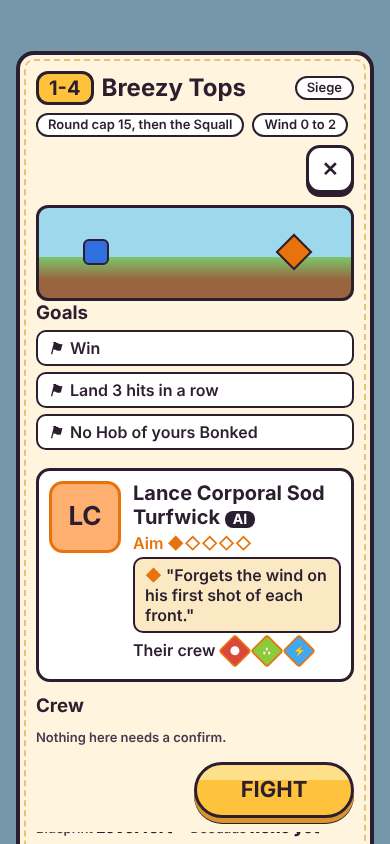 1-4 Breezy Tops Siege
Round cap 15, then the Squall Wind 0 to 2
Goals
Win
Land 3 hits in a row
No Hob of yours Bonked
LC
Lance Corporal Sod
Turfwick AI
Aim
"Forgets the wind on
his first shot of each
front."
Their crew
Crew
Nothing here needs a confirm.
FIGHT